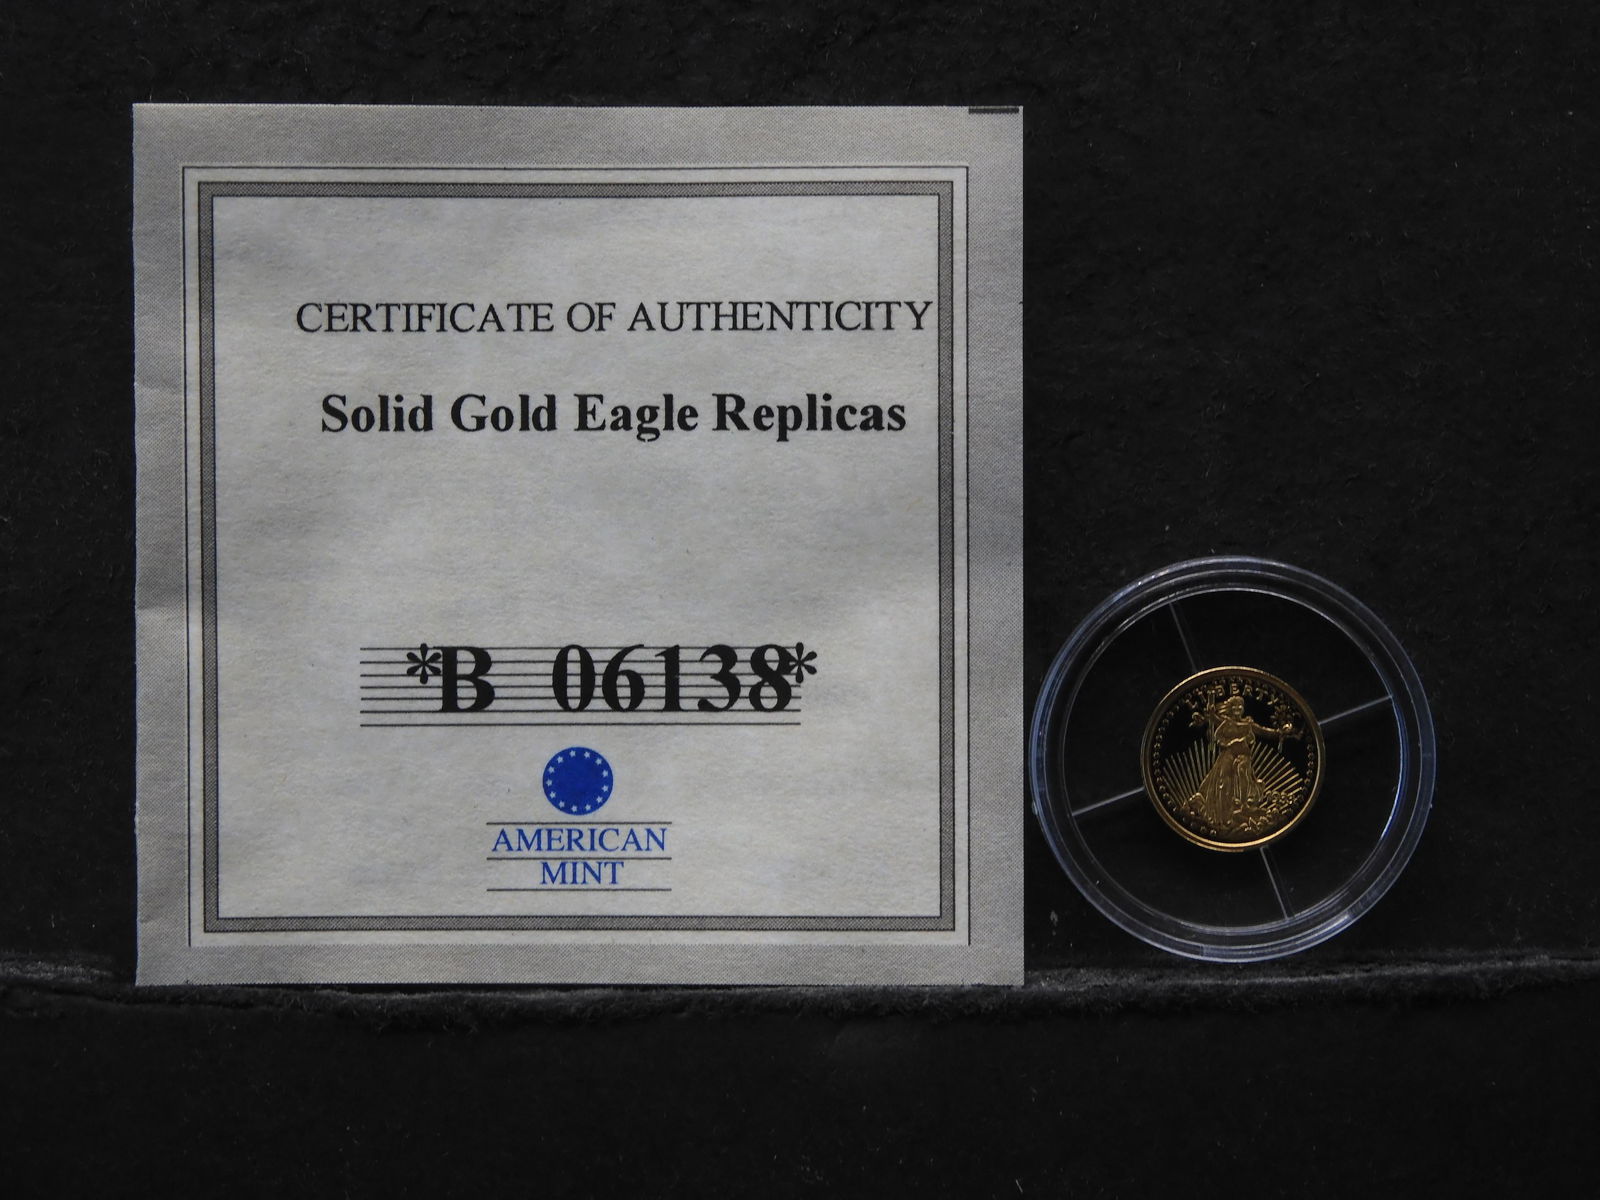 CERTIFICATE OF AUTHENTICITY
Solid Gold Eagle Replicas
*B 06138*
AMERICAN
MINT
LIBERTY